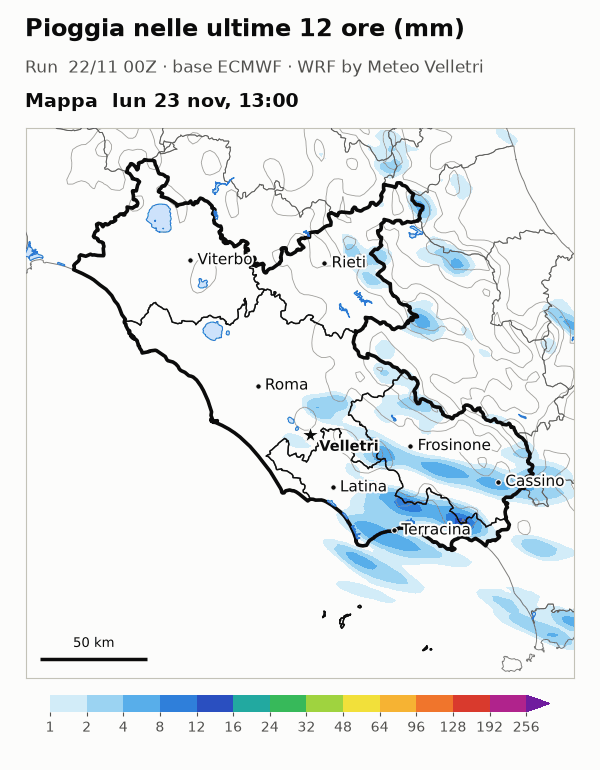 Pioggia nelle ultime 12 ore (mm)
Run  22/11 00Z · base ECMWF · WRF by Meteo Velletri
Mappa  lun 23 nov, 13:00
Viterbo
Rieti
Roma
Velletri
Frosinone
Latina
Cassino
Terracina
50 km
1 2 4 8 12 16 24 32 48 64 96 128 192 256